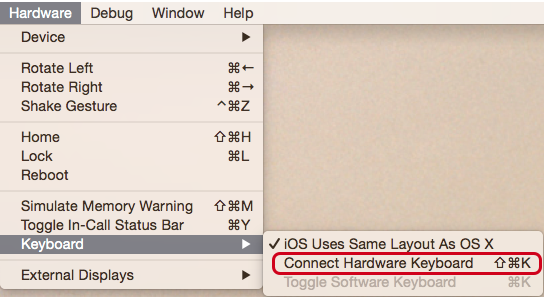 Hardware Debug Window Help
Device ▶
Rotate Left ⌘←
Rotate Right ⌘→
Shake Gesture ^⌘Z
Home ⇧⌘H
Lock ⌘L
Reboot
Simulate Memory Warning ⇧⌘M
Toggle In-Call Status Bar ⌘Y
Keyboard ▶
✓ iOS Uses Same Layout As OS X
Connect Hardware Keyboard ⇧⌘K
Toggle Software Keyboard ⌘K
External Displays ▶